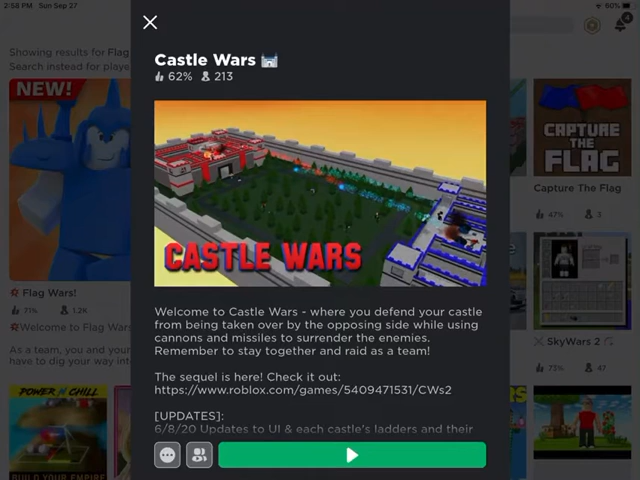 2:58 PM Sun Sep 27
60%
Showing results for Flag
Search instead for playe
Castle Wars
62% 213
CASTLE WARS
Welcome to Castle Wars - where you defend your castle
from being taken over by the opposing side while using
cannons and missiles to surrender the enemies.
Remember to stay together and raid as a team!
The sequel is here! Check it out:
https://www.roblox.com/games/5409471531/CWs2
[UPDATES]:
6/8/20 Updates to UI & each castle's ladders and their
NEW!
Flag Wars!
71% 1.2K
Welcome to Flag Wars
As a team, you and your
have to dig your way int
POWER N CHILL
BUILD YOUR EMPIRE
CAPTURE
THE
FLAG
Capture The Flag
47% 3
SkyWars 2
73% 47